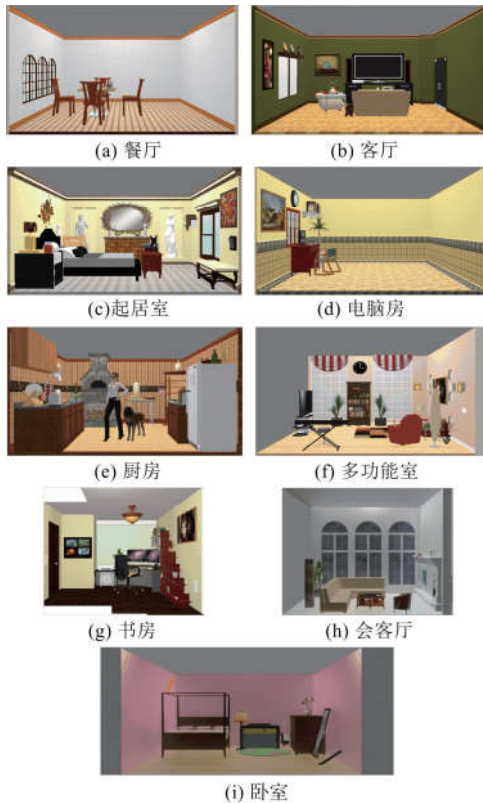 (a) 餐厅
(b) 客厅
(c)起居室
(d) 电脑房
(e) 厨房
(f) 多功能室
(g) 书房
(h) 会客厅
(i) 卧室